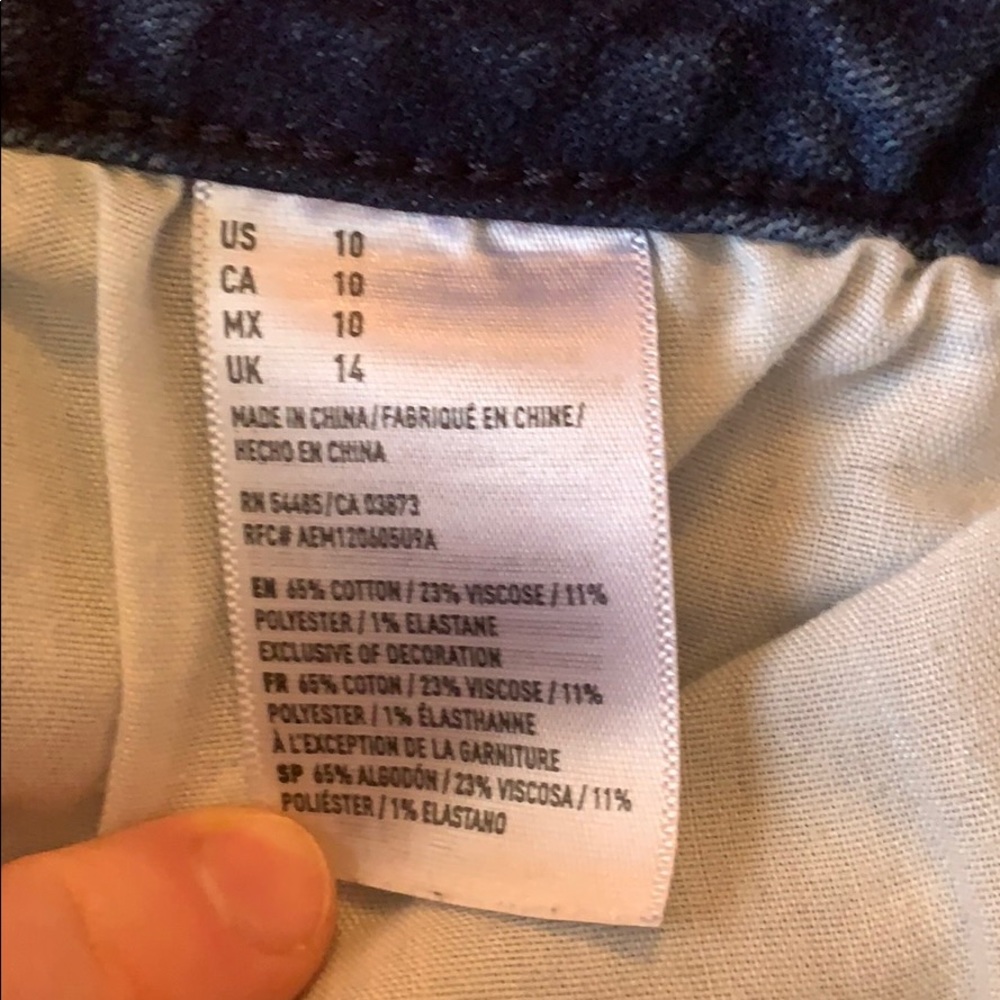 US 10
CA 10
MX 10
UK 14
MADE IN CHINA/FABRIQUÉ EN CHINE/
HECHO EN CHINA
RN 54485/CA 03873
RFC# AEM120605U9A
EN 65% COTTON / 23% VISCOSE / 11%
POLYESTER / 1% ELASTANE
EXCLUSIVE OF DECORATION
FR 65% COTON / 23% VISCOSE / 11%
POLYESTER / 1% ÉLASTHANNE
À L'EXCEPTION DE LA GARNITURE
SP 65% ALGODÓN / 23% VISCOSA / 11%
POLIÉSTER / 1% ELASTANO